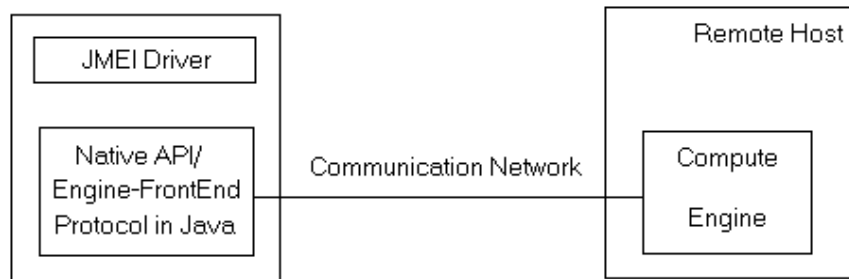 JMEI Driver
Native API/
Engine-FrontEnd
Protocol in Java
Communication Network
Remote Host
Compute
Engine